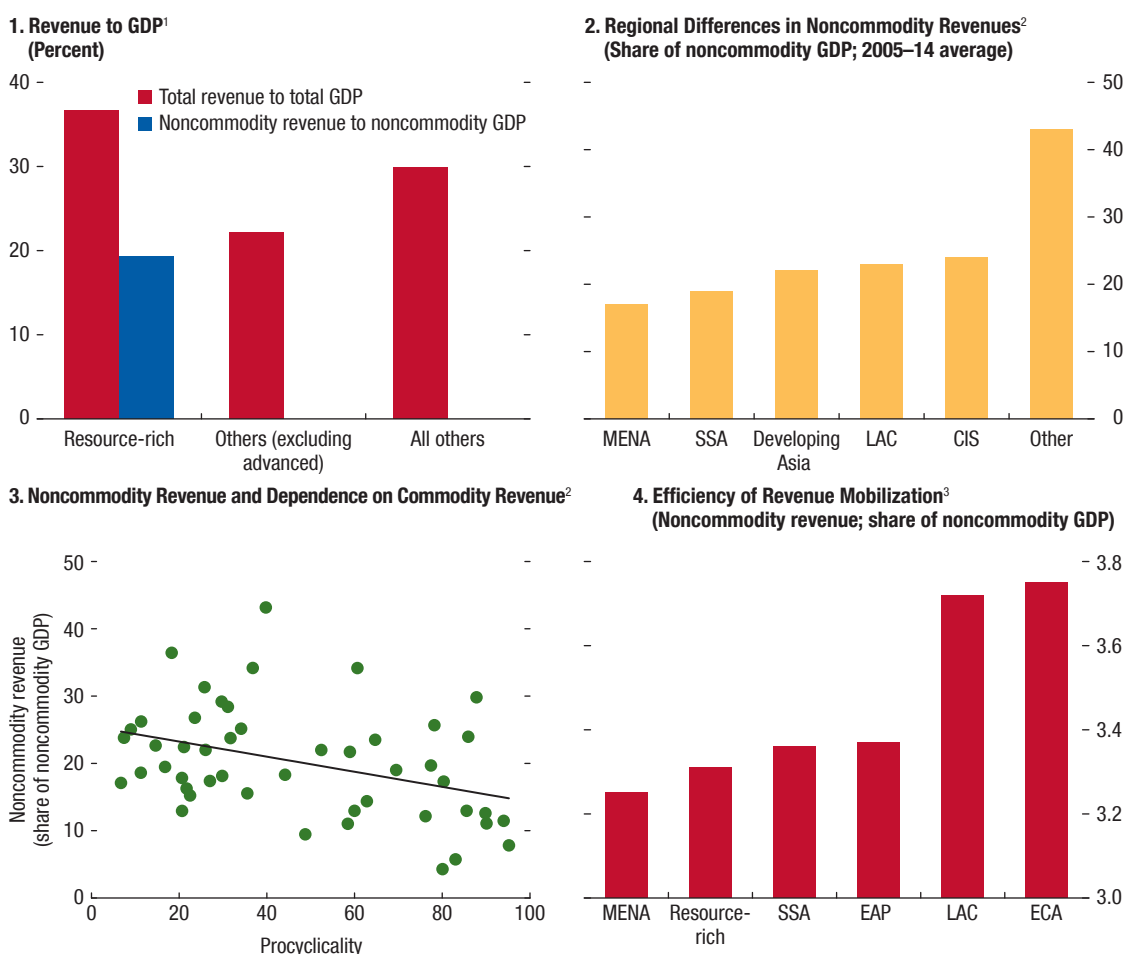 1. Revenue to GDP1
(Percent)
40
30
20
10
0
Total revenue to total GDP
Noncommodity revenue to noncommodity GDP
Resource-rich
Others (excluding
advanced)
All others
2. Regional Differences in Noncommodity Revenues2
(Share of noncommodity GDP; 2005–14 average)
50
40
30
20
10
0
MENA
SSA
Developing
Asia
LAC
CIS
Other
3. Noncommodity Revenue and Dependence on Commodity Revenue2
Noncommodity revenue
(share of noncommodity GDP)
50
40
30
20
10
0
0
20
40
60
80
100
Procyclicality
4. Efficiency of Revenue Mobilization3
(Noncommodity revenue; share of noncommodity GDP)
3.8
3.6
3.4
3.2
3.0
MENA
Resource-
rich
SSA
EAP
LAC
ECA